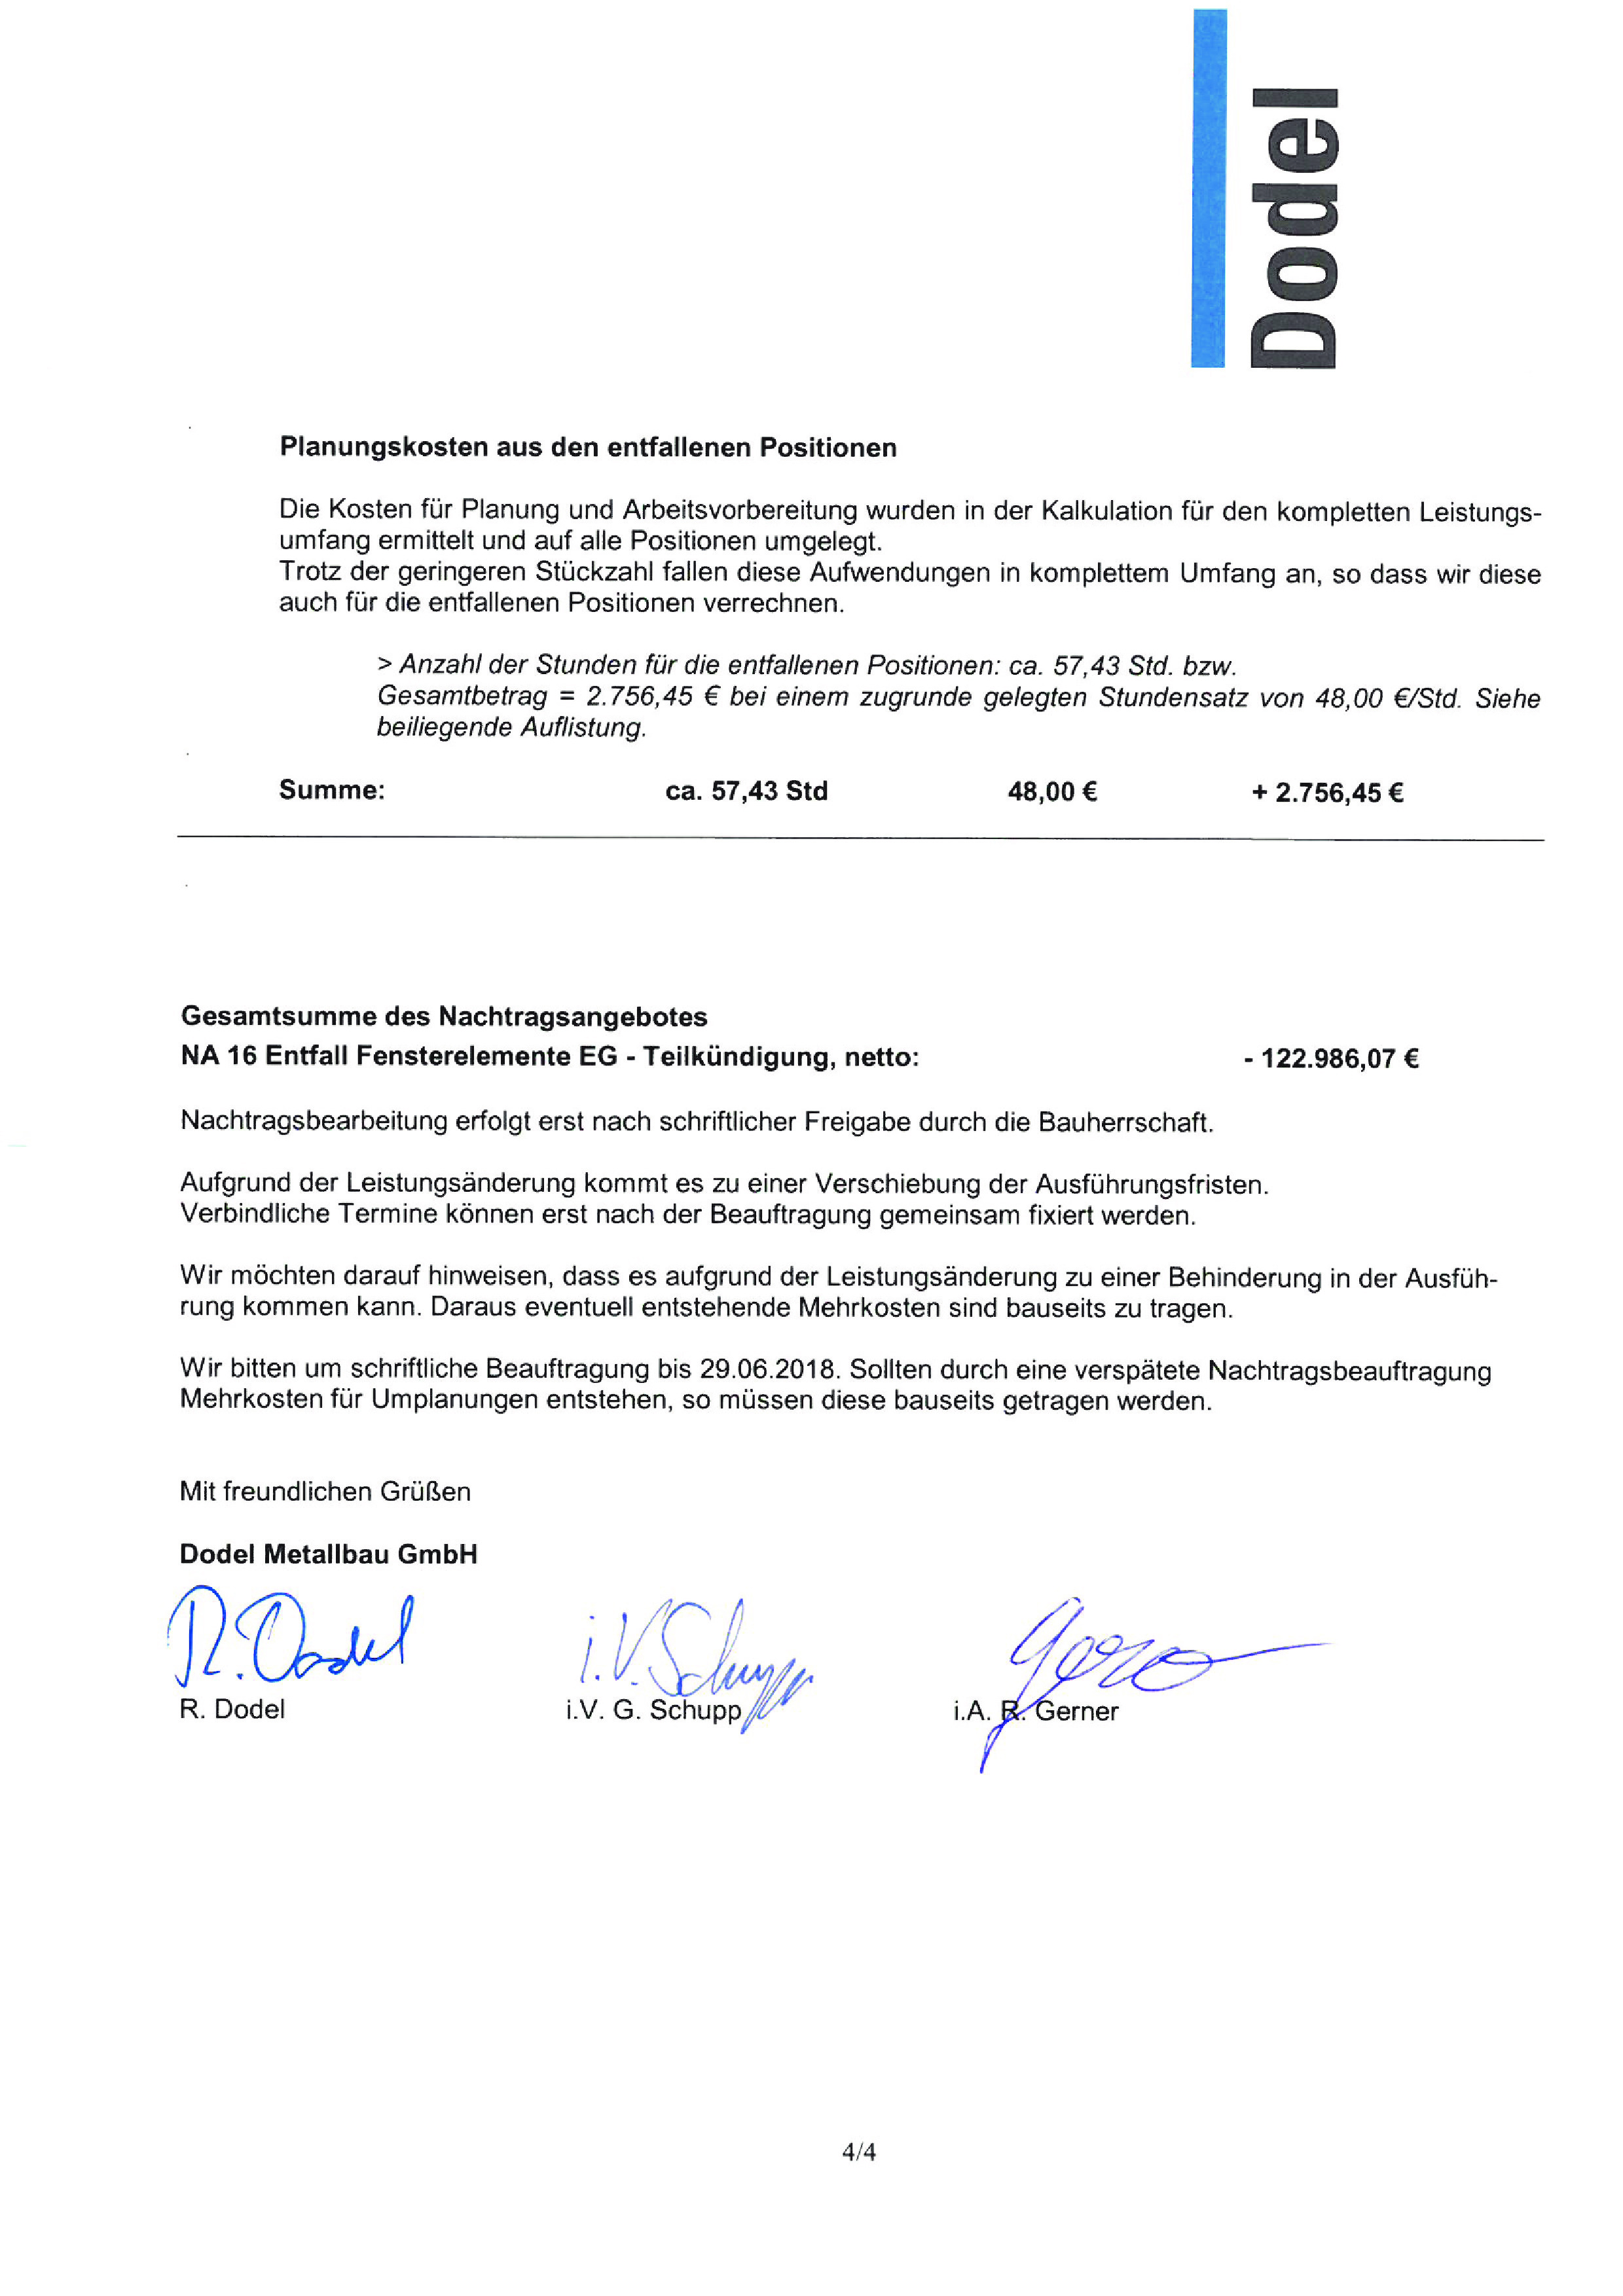 Dodel
Planungskosten aus den entfallenen Positionen
Die Kosten für Planung und Arbeitsvorbereitung wurden in der Kalkulation für den kompletten Leistungs-
umfang ermittelt und auf alle Positionen umgelegt.
Trotz der geringeren Stückzahl fallen diese Aufwendungen in komplettem Umfang an, so dass wir diese
auch für die entfallenen Positionen verrechnen.
> Anzahl der Stunden für die entfallenen Positionen: ca. 57,43 Std. bzw.
Gesamtbetrag = 2.756,45 € bei einem zugrunde gelegten Stundensatz von 48,00 €/Std. Siehe
beiliegende Auflistung.
Summe: ca. 57,43 Std 48,00 € + 2.756,45 €
Gesamtsumme des Nachtragsangebotes
NA 16 Entfall Fensterelemente EG - Teilkündigung, netto: - 122.986,07 €
Nachtragsbearbeitung erfolgt erst nach schriftlicher Freigabe durch die Bauherrschaft.
Aufgrund der Leistungsänderung kommt es zu einer Verschiebung der Ausführungsfristen.
Verbindliche Termine können erst nach der Beauftragung gemeinsam fixiert werden.
Wir möchten darauf hinweisen, dass es aufgrund der Leistungsänderung zu einer Behinderung in der Ausfüh-
rung kommen kann. Daraus eventuell entstehende Mehrkosten sind bauseits zu tragen.
Wir bitten um schriftliche Beauftragung bis 29.06.2018. Sollten durch eine verspätete Nachtragsbeauftragung
Mehrkosten für Umplanungen entstehen, so müssen diese bauseits getragen werden.
Mit freundlichen Grüßen
Dodel Metallbau GmbH
R. Dodel i.V. Schupp
R. Dodel i.V. G. Schupp i.A. R. Gerner
4/4